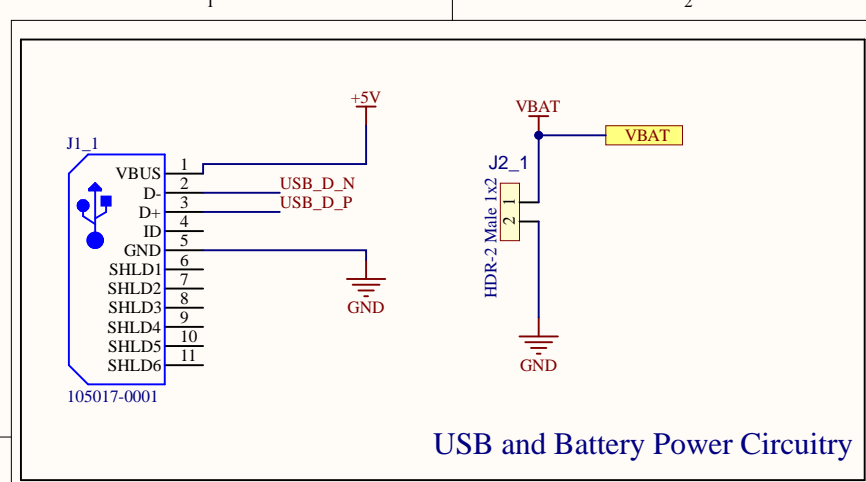 1
2
+5V
VBAT
VBAT
J1_1
J2_1
VBUS 1
D- 2
USB_D_N
D+ 3
USB_D_P
ID 4
GND 5
SHLD1 6
SHLD2 7
SHLD3 8
SHLD4 9
SHLD5 10
SHLD6 11
105017-0001
GND
1
2
HDR-2 Male 1x2
GND
USB and Battery Power Circuitry